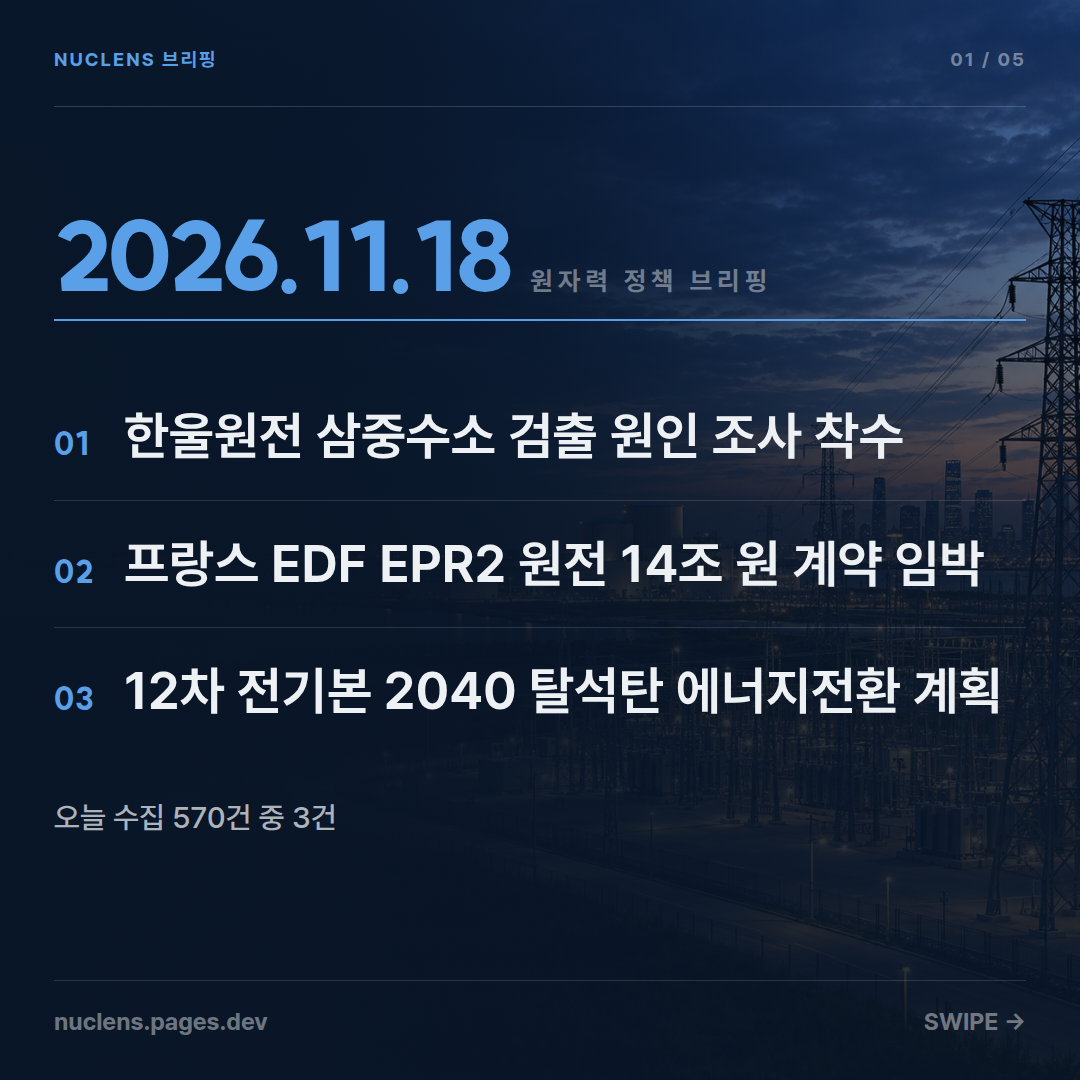 NUCLENS 브리핑
01 / 05
2026.11.18 원자력 정책 브리핑
01 한울원전 삼중수소 검출 원인 조사 착수
02 프랑스 EDF EPR2 원전 14조 원 계약 임박
03 12차 전기본 2040 탈석탄 에너지전환 계획
오늘 수집 570건 중 3건
nuclens.pages.dev
SWIPE →